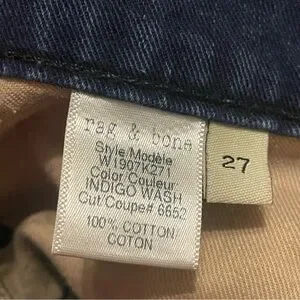 rag & bone
Style Modèle
W1907K271
Color Couleur
INDIGO WASH
Cut/Coupe# 6652
100% COTTON/
COTON
27